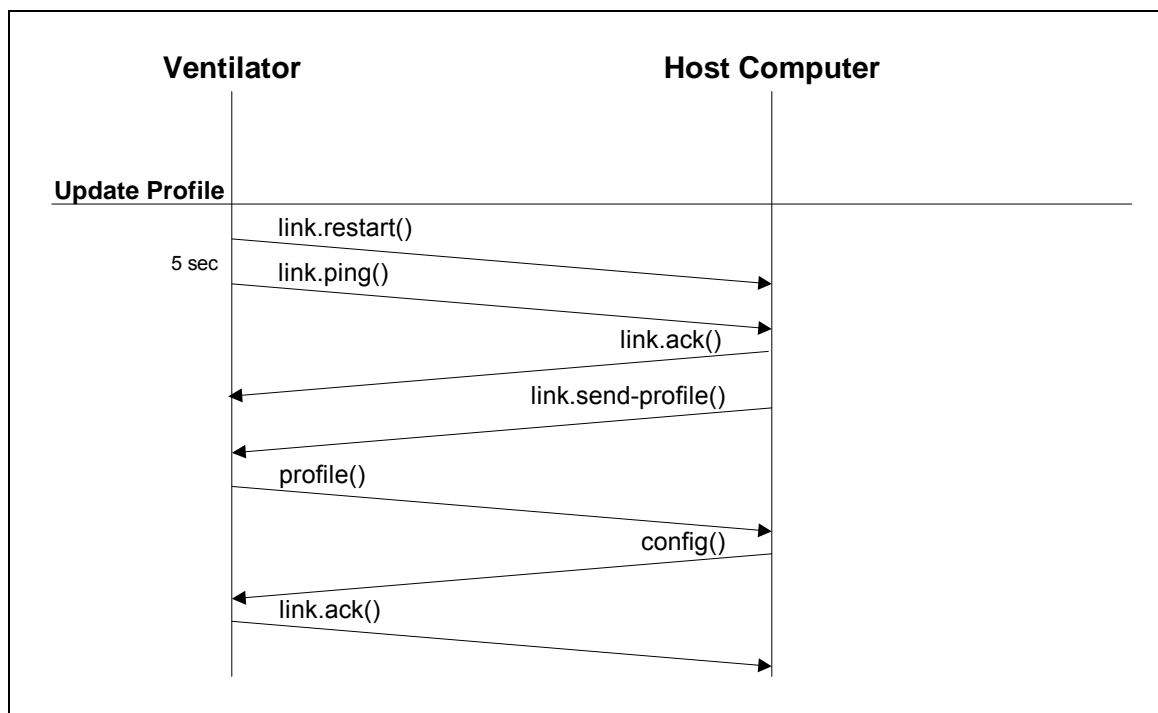 Ventilator
Host Computer
Update Profile
link.restart()
5 sec
link.ping()
link.ack()
link.send-profile()
profile()
config()
link.ack()